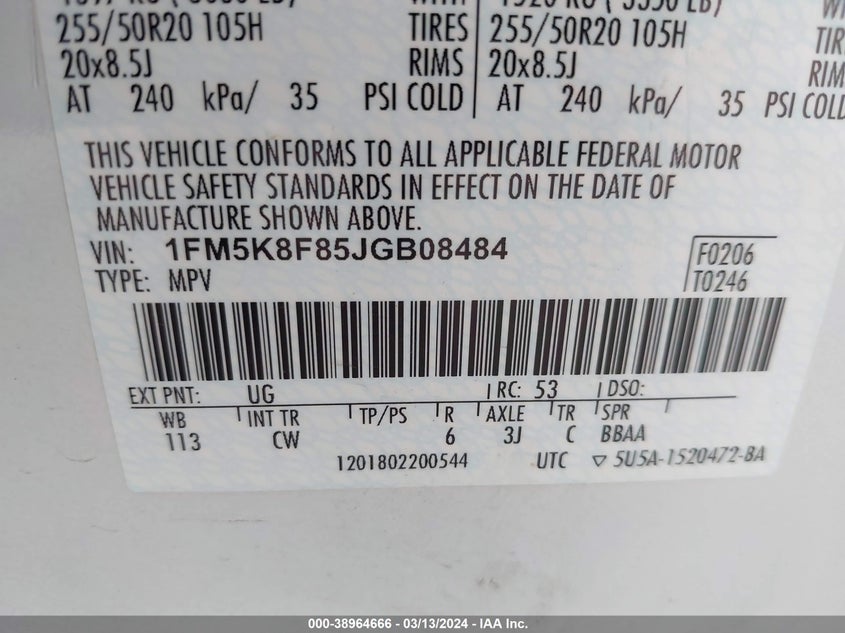 WITH
255/50R20 105H TIRES 255/50R20 105H TIRE
20x8.5J RIMS 20x8.5J RIM
AT 240 kPa/ 35 PSI COLD AT 240 kPa/ 35 PSI COLD
THIS VEHICLE CONFORMS TO ALL APPLICABLE FEDERAL MOTOR
VEHICLE SAFETY STANDARDS IN EFFECT ON THE DATE OF
MANUFACTURE SHOWN ABOVE.
VIN: 1FM5K8F85JGB08484 F0206
TYPE: MPV T0246
EXT PNT: UG RC: 53 DSO:
WB INT TR TP/PS R AXLE TR SPR
113 CW 6 3J C BBAA
1201802200544 UTC ▽ 5U5A-1520472-BA
000-38964666 - 03/13/2024 - IAA Inc.